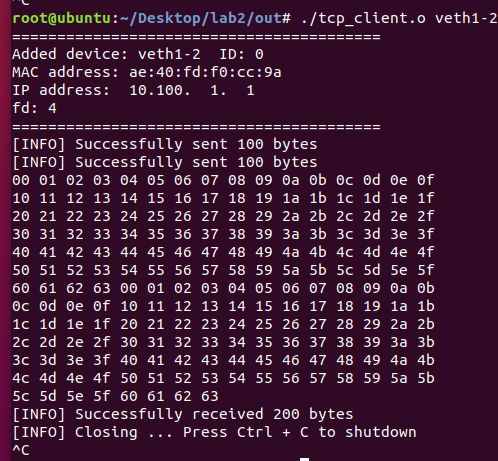 ^C
root@ubuntu:~/Desktop/lab2/out# ./tcp_client.o veth1-2
=========================================
Added device: veth1-2  ID: 0
MAC address: ae:40:fd:f0:cc:9a
IP address:  10.100.  1.  1
fd: 4
=========================================
[INFO] Successfully sent 100 bytes
[INFO] Successfully sent 100 bytes
00 01 02 03 04 05 06 07 08 09 0a 0b 0c 0d 0e 0f
10 11 12 13 14 15 16 17 18 19 1a 1b 1c 1d 1e 1f
20 21 22 23 24 25 26 27 28 29 2a 2b 2c 2d 2e 2f
30 31 32 33 34 35 36 37 38 39 3a 3b 3c 3d 3e 3f
40 41 42 43 44 45 46 47 48 49 4a 4b 4c 4d 4e 4f
50 51 52 53 54 55 56 57 58 59 5a 5b 5c 5d 5e 5f
60 61 62 63 00 01 02 03 04 05 06 07 08 09 0a 0b
0c 0d 0e 0f 10 11 12 13 14 15 16 17 18 19 1a 1b
1c 1d 1e 1f 20 21 22 23 24 25 26 27 28 29 2a 2b
2c 2d 2e 2f 30 31 32 33 34 35 36 37 38 39 3a 3b
3c 3d 3e 3f 40 41 42 43 44 45 46 47 48 49 4a 4b
4c 4d 4e 4f 50 51 52 53 54 55 56 57 58 59 5a 5b
5c 5d 5e 5f 60 61 62 63
[INFO] Successfully received 200 bytes
[INFO] Closing ... Press Ctrl + C to shutdown
^C